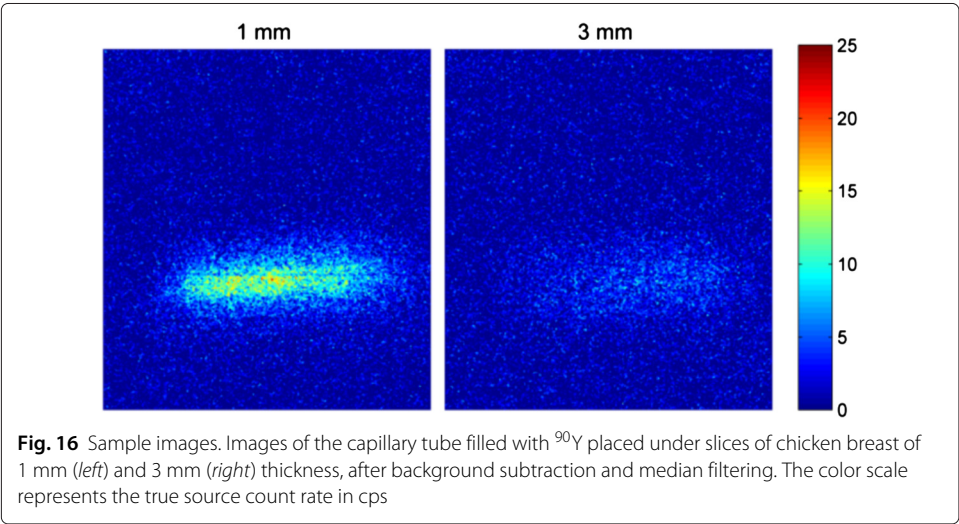 1 mm 3 mm
25
20
15
10
5
0
Fig. 16 Sample images. Images of the capillary tube filled with ⁹⁰Y placed under slices of chicken breast of
1 mm (left) and 3 mm (right) thickness, after background subtraction and median filtering. The color scale
represents the true source count rate in cps